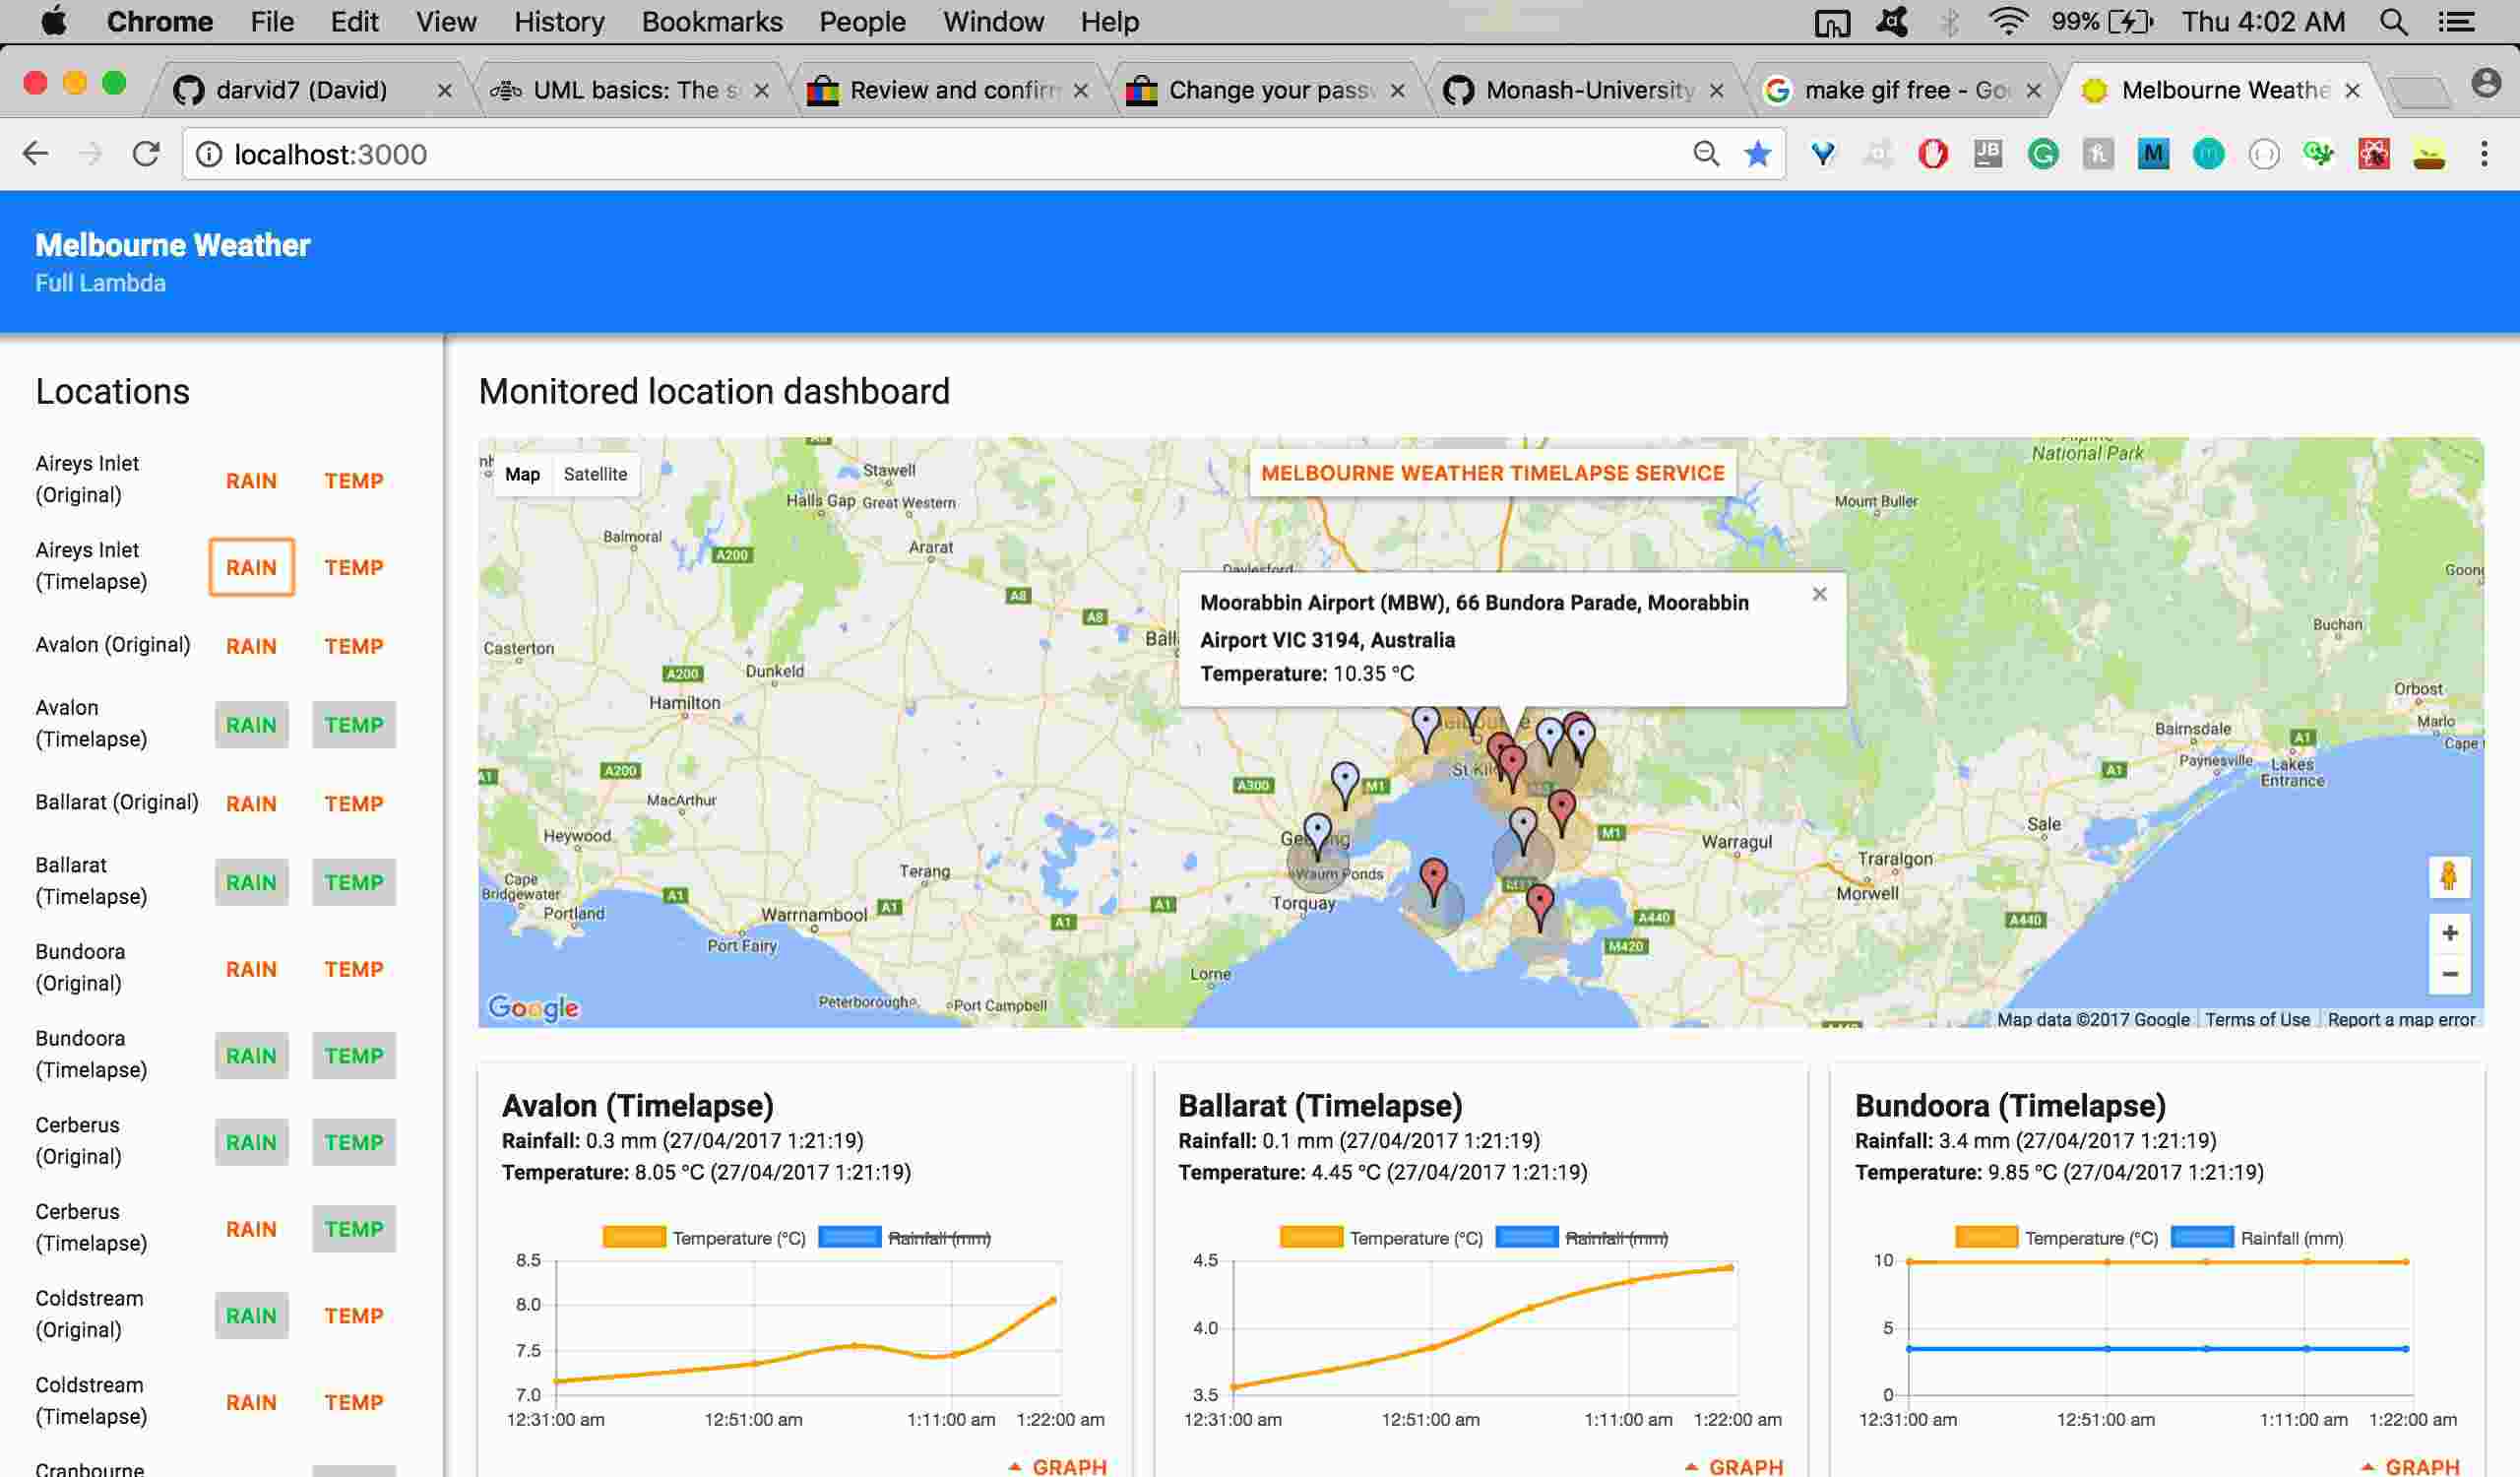 Chrome File Edit View History Bookmarks People Window Help 99% Thu 4:02 AM
darvid7 (David) UML basics: The s Review and confirm Change your pass Monash-University make gif free - Go Melbourne Weathe
localhost:3000
Melbourne Weather
Full Lambda
Locations
Aireys Inlet
(Original) RAIN TEMP
Aireys Inlet
(Timelapse) RAIN TEMP
Avalon (Original) RAIN TEMP
Avalon
(Timelapse) RAIN TEMP
Ballarat (Original) RAIN TEMP
Ballarat
(Timelapse) RAIN TEMP
Bundoora
(Original) RAIN TEMP
Bundoora
(Timelapse) RAIN TEMP
Cerberus
(Original) RAIN TEMP
Cerberus
(Timelapse) RAIN TEMP
Coldstream
(Original) RAIN TEMP
Coldstream
(Timelapse) RAIN TEMP
Cranbourne
Monitored location dashboard
Map Satellite
MELBOURNE WEATHER TIMELAPSE SERVICE
National Park
Stawell
Halls Gap Great Western
Mount Buller
Balmoral
A200
Ararat
Daylesford
Goong
A8
A8
Moorabbin Airport (MBW), 66 Bundora Parade, Moorabbin
Airport VIC 3194, Australia
Temperature: 10.35 °C
Buchan
Casterton
Ball
A200
Dunkeld
Hamilton
Orbost
Marlo
Cape
Bairnsdale
A1
Paynesville
Lakes
Entrance
A1
A1
A200
St Kil
A300
M1
MacArthur
Heywood
Geelong
M1
Warragul
Sale
Traralgon
Morwell
Terang
Waurn Ponds
Cape
Bridgewater
Portland
A1
Warrnambool
A1
A1
A1
Torquay
A440
A440
M420
Port Fairy
Lorne
Peterborough
Port Campbell
Google
Map data ©2017 Google Terms of Use Report a map error
Avalon (Timelapse)
Rainfall: 0.3 mm (27/04/2017 1:21:19)
Temperature: 8.05 °C (27/04/2017 1:21:19)
Temperature (°C) Rainfall (mm)
8.5
8.0
7.5
7.0
12:31:00 am 12:51:00 am 1:11:00 am 1:22:00 am
GRAPH
Ballarat (Timelapse)
Rainfall: 0.1 mm (27/04/2017 1:21:19)
Temperature: 4.45 °C (27/04/2017 1:21:19)
Temperature (°C) Rainfall (mm)
4.5
4.0
3.5
12:31:00 am 12:51:00 am 1:11:00 am 1:22:00 am
GRAPH
Bundoora (Timelapse)
Rainfall: 3.4 mm (27/04/2017 1:21:19)
Temperature: 9.85 °C (27/04/2017 1:21:19)
Temperature (°C) Rainfall (mm)
10
5
0
12:31:00 am 12:51:00 am 1:11:00 am 1:22:00 am
GRAPH